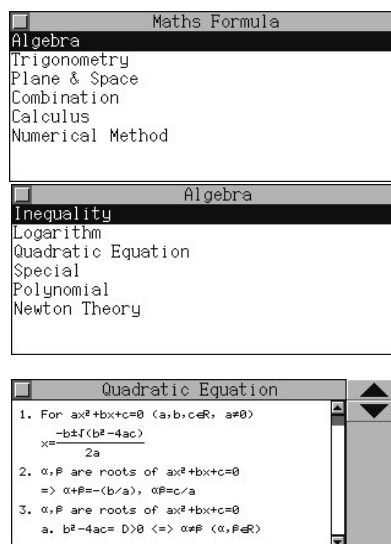 Maths Formula
Algebra
Trigonometry
Plane & Space
Combination
Calculus
Numerical Method
Algebra
Inequality
Logarithm
Quadratic Equation
Special
Polynomial
Newton Theory
Quadratic Equation
1. For ax²+bx+c=0 (a,b,c∈R, a≠0)
x=-b±√(b²-4ac)
2a
2. α,β are roots of ax²+bx+c=0
=> α+β=-(b/a), αβ=c/a
3. α,β are roots of ax²+bx+c=0
a. b²-4ac= D>0 <=> α≠β (α,β∈R)